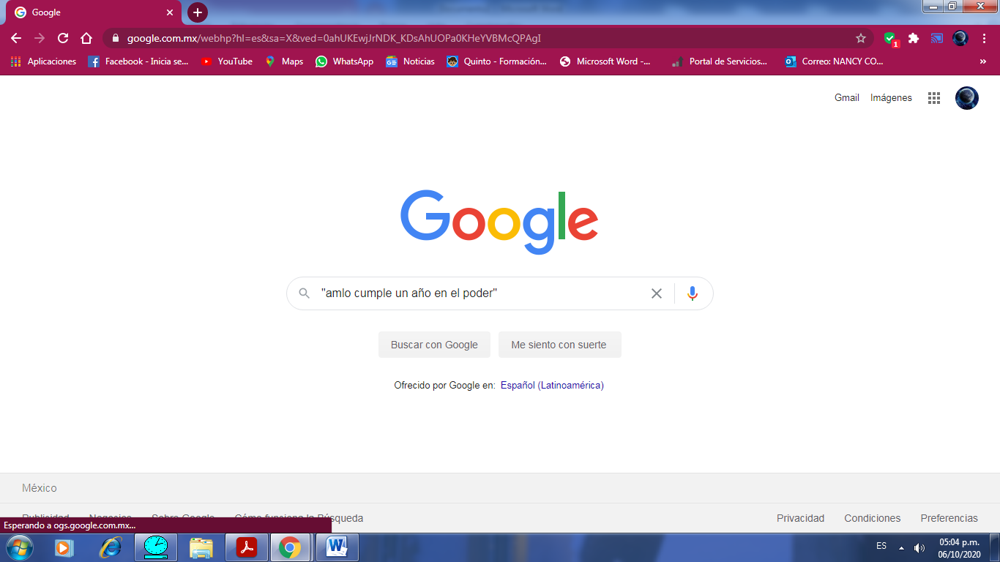 Google
google.com.mx/webhp?hl=es&sa=X&ved=0ahUKEwjJrNDK_KDsAhUOPa0KHeYVBMcQPAgI
1
Aplicaciones Facebook - Inicia se... YouTube Maps WhatsApp Noticias Quinto - Formación... Microsoft Word -... Portal de Servicios... Correo: NANCY CO... »
Gmail Imágenes
Google
"amlo cumple un año en el poder"
Buscar con Google Me siento con suerte
Ofrecido por Google en: Español (Latinoamérica)
México
Publicidad Negocios Sobre Google Cómo funciona la Búsqueda Privacidad Condiciones Preferencias
Esperando a ogs.google.com.mx...
ES 05:04 p.m.
06/10/2020